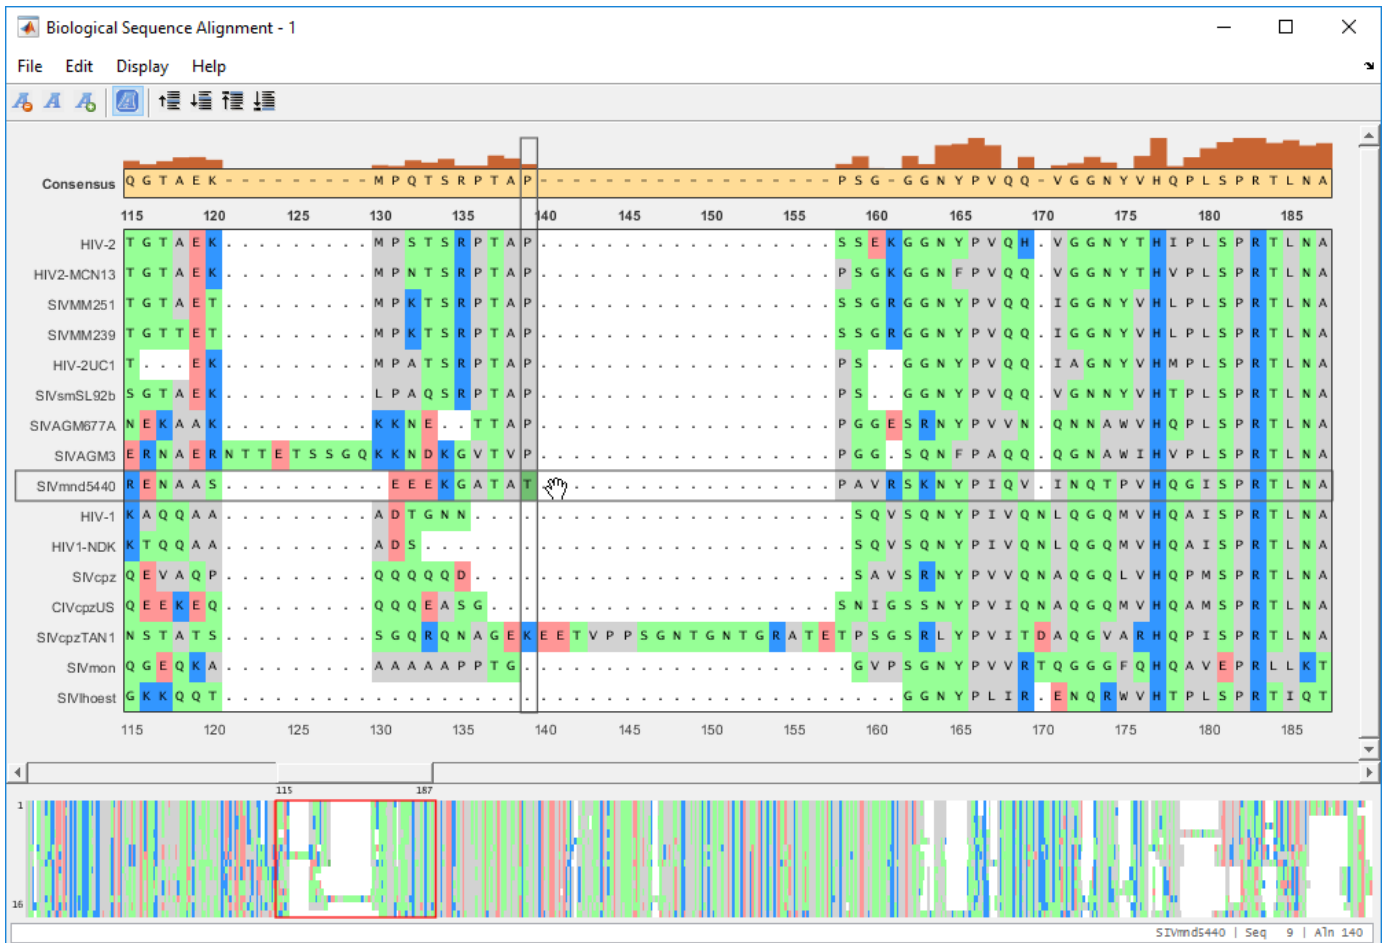 Biological Sequence Alignment - 1
File Edit Display Help
Consensus Q G T A E K - - - - - - - - - M P Q T S R P T A P - - - - - - - - - - - - - - - - - - P S G - G G N Y P V Q Q - V G G N Y V H Q P L S P R T L N A
115 120 125 130 135 140 145 150 155 160 165 170 175 180 185
HIV-2 T G T A E K . . . . . . . . . M P S T S R P T A P . . . . . . . . . . . . . . . . . . S S E K G G N Y P V Q H . V G G N Y T H I P L S P R T L N A
HIV2-MCN13 T G T A E K . . . . . . . . . M P N T S R P T A P . . . . . . . . . . . . . . . . . . P S G K G G N F P V Q Q . V G G N Y T H V P L S P R T L N A
SIVMM251 T G T A E T . . . . . . . . . M P K T S R P T A P . . . . . . . . . . . . . . . . . . S S G R G G N Y P V Q Q . I G G N Y V H L P L S P R T L N A
SIVMM239 T G T T E T . . . . . . . . . M P K T S R P T A P . . . . . . . . . . . . . . . . . . S S G R G G N Y P V Q Q . I G G N Y V H L P L S P R T L N A
HIV-2UC1 T . . . E K . . . . . . . . . M P A T S R P T A P . . . . . . . . . . . . . . . . . . P S . . G G N Y P V Q Q . I A G N Y V H M P L S P R T L N A
SIVsmSL92b S G T A E K . . . . . . . . . L P A Q S R P T A P . . . . . . . . . . . . . . . . . . P S . . G G N Y P V Q Q . V G N N Y V H T P L S P R T L N A
SIVAGM677A N E K A A K . . . . . . . . . K K N E . . T T A P . . . . . . . . . . . . . . . . . . P G G E S R N Y P V V N . Q N N A W V H Q P L S P R T L N A
SIVAGM3 E R N A E R N T T E T S S G Q K K N D K G V T V P . . . . . . . . . . . . . . . . . . P G G . S Q N F P A Q Q . Q G N A W I H V P L S P R T L N A
SIVmnd5440 R E N A A S . . . . . . . . . . E E E K G A T A T . . . . . . . . . . . . . . . . . . P A V R S K N Y P I Q V . I N Q T P V H Q G I S P R T L N A
HIV-1 K A Q Q A A . . . . . . . . . A D T G N N . . . . . . . . . . . . . . . . . . . . . . . S Q V S Q N Y P I V Q N L Q G Q M V H Q A I S P R T L N A
HIV1-NDK K T Q Q A A . . . . . . . . . A D S . . . . . . . . . . . . . . . . . . . . . . . . . . S Q V S Q N Y P I V Q N L Q G Q M V H Q A I S P R T L N A
SIVcpz Q E V A Q P . . . . . . . . . Q Q Q Q Q D . . . . . . . . . . . . . . . . . . . . . . . S A V S R N Y P V V Q N A Q G Q L V H Q P M S P R T L N A
CIVcpzUS Q E E K E Q . . . . . . . . . Q Q Q E A S G . . . . . . . . . . . . . . . . . . . . . S N I G S S N Y P V I Q N A Q G Q M V H Q A M S P R T L N A
SIVcpzTAN1 N S T A T S . . . . . . . . . S G Q R Q N A G E K E E T V P P S G N T G N T G R A T E T P S G S R L Y P V I T D A Q G V A R H Q P I S P R T L N A
SIVmon Q G E Q K A . . . . . . . . . A A A A A P P T G . . . . . . . . . . . . . . . . . . . . G V P S G N Y P V V R T Q G G G F Q H Q A V E P R L L K T
SIVlhoest G K K Q Q T . . . . . . . . . . . . . . . . . . . . . . . . . . . . . . . . . . . . . . . . . G G N Y P L I R . E N Q R W V H T P L S P R T I Q T
115 120 125 130 135 140 145 150 155 160 165 170 175 180 185
115 187
1
16
SIVmnd5440 | Seq 9 | Aln 140